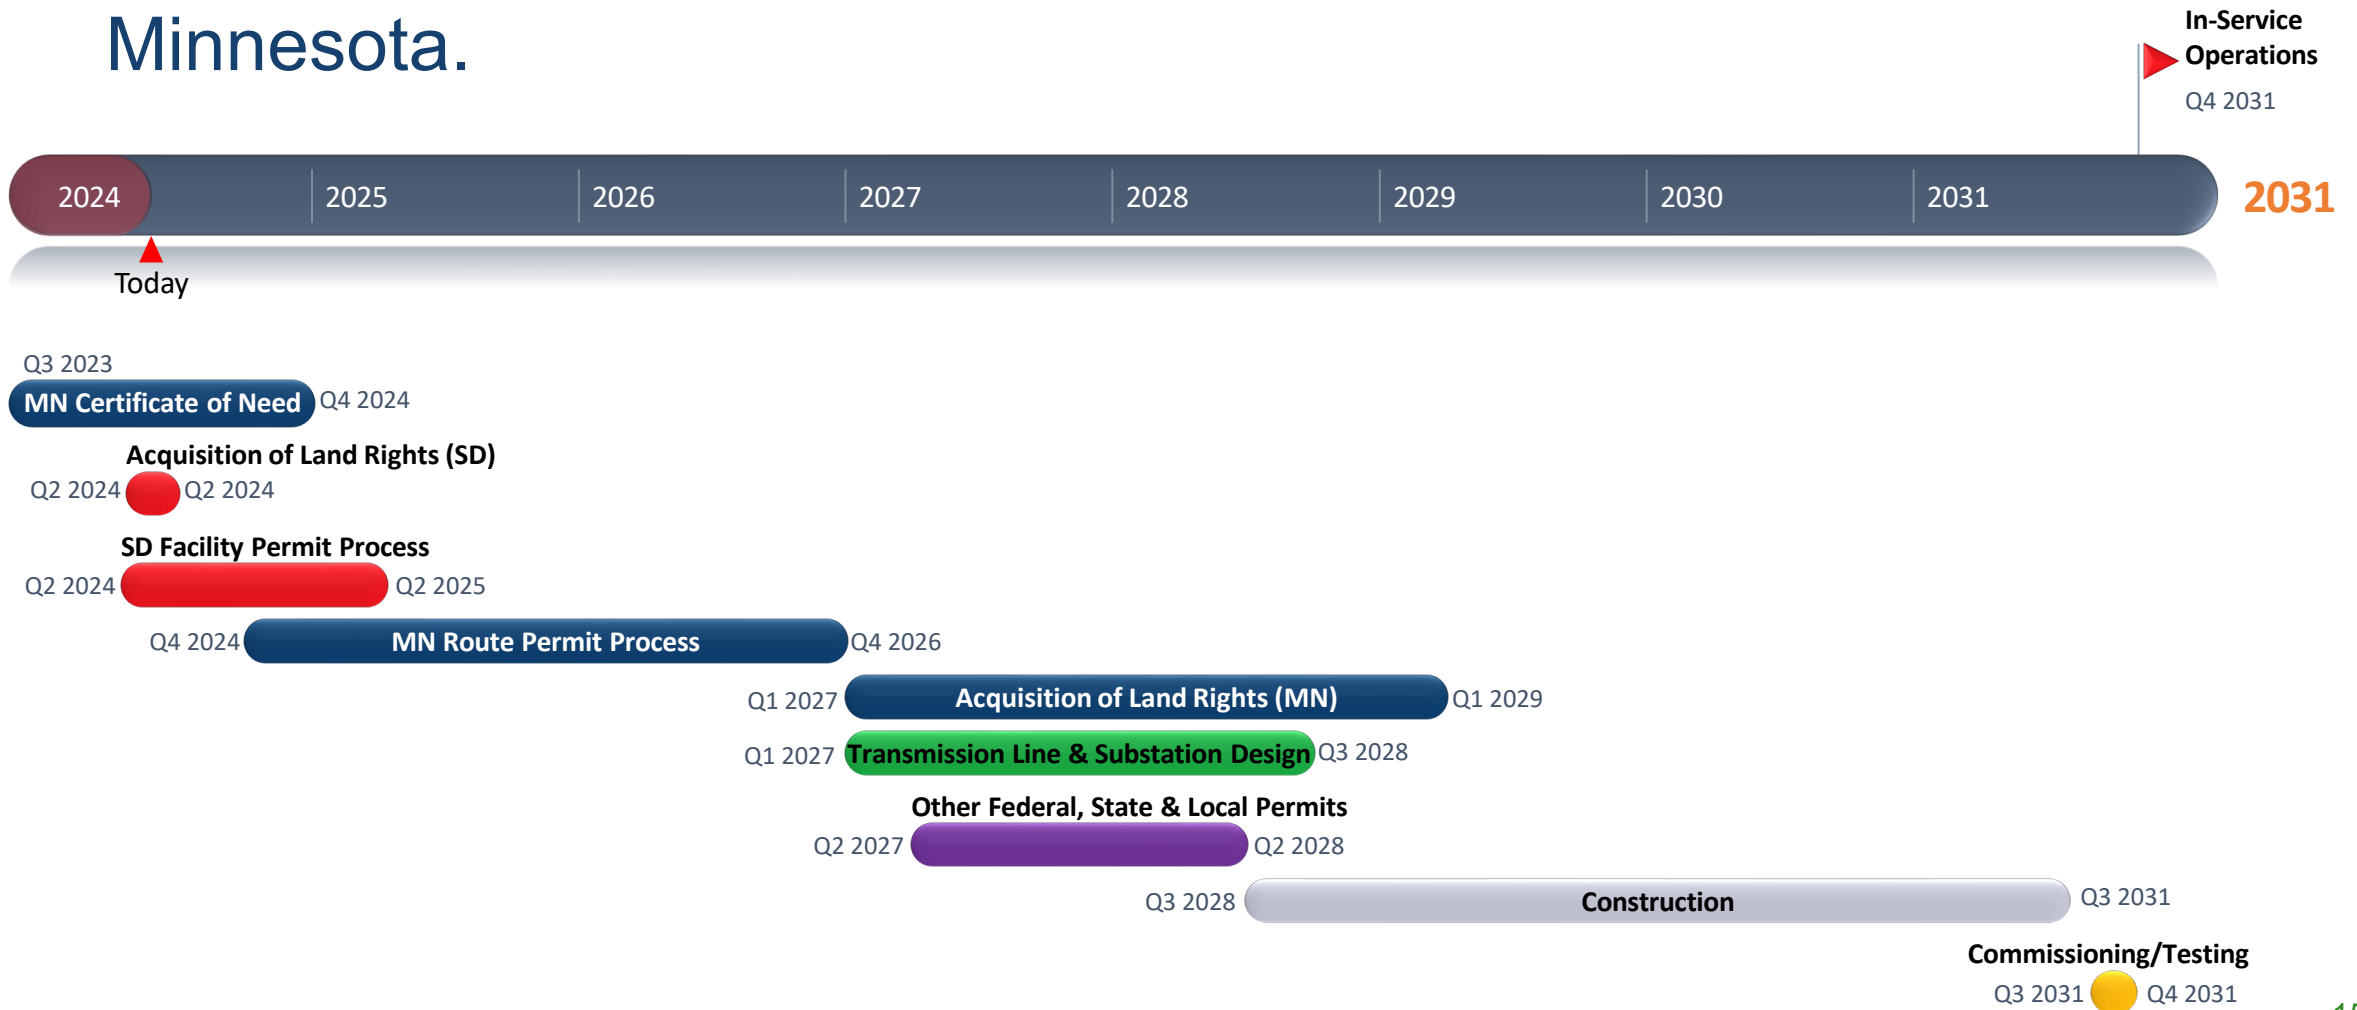 Minnesota.
In-Service
Operations
Q4 2031
2024 2025 2026 2027 2028 2029 2030 2031 2031
Today
Q3 2023
MN Certificate of Need Q4 2024
Acquisition of Land Rights (SD)
Q2 2024 Q2 2024
SD Facility Permit Process
Q2 2024 Q2 2025
Q4 2024 MN Route Permit Process Q4 2026
Q1 2027 Acquisition of Land Rights (MN) Q1 2029
Q1 2027 Transmission Line & Substation Design Q3 2028
Other Federal, State & Local Permits
Q2 2027 Q2 2028
Q3 2028 Construction Q3 2031
Commissioning/Testing
Q3 2031 Q4 2031